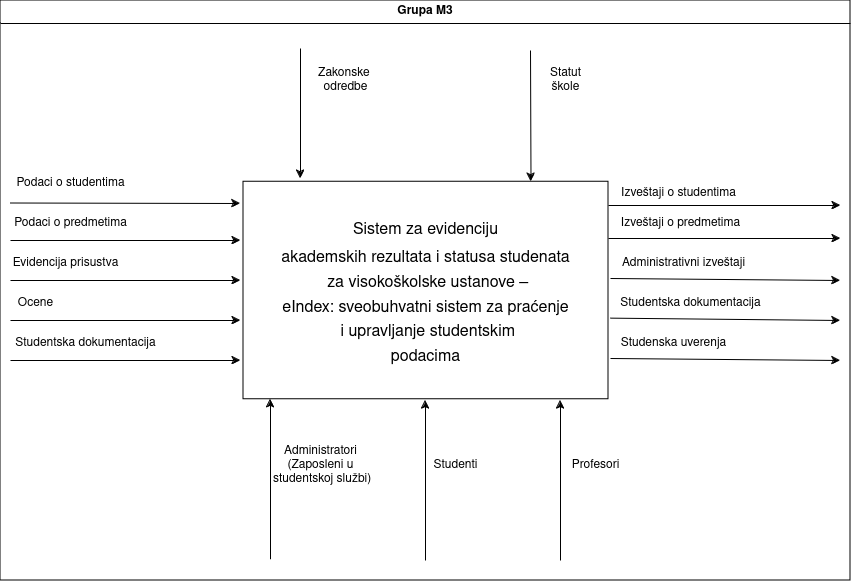 Grupa M3
Zakonske
odredbe
Statut
škole
Podaci o studentima
Podaci o predmetima
Evidencija prisustva
Ocene
Studentska dokumentacija
Sistem za evidenciju
akademskih rezultata i statusa studenata
za visokoškolske ustanove –
eIndex: sveobuhvatni sistem za praćenje
i upravljanje studentskim
podacima
Izveštaji o studentima
Izveštaji o predmetima
Administrativni izveštaji
Studentska dokumentacija
Studenska uverenja
Administratori
(Zaposleni u
studentskoj službi)
Studenti
Profesori